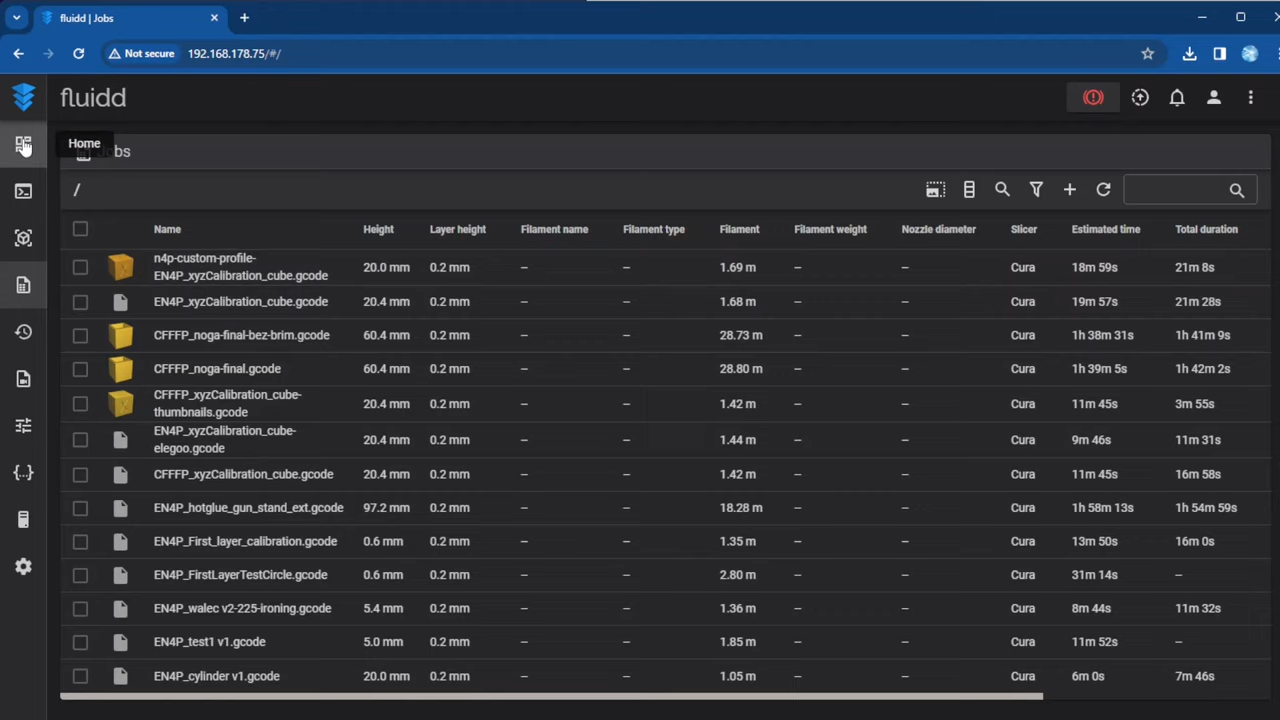 fluidd | Jobs
Not secure
192.168.178.75/#/
fluidd
Home
Jobs
/
Name Height Layer height Filament name Filament type Filament Filament weight Nozzle diameter Slicer Estimated time Total duration
n4p-custom-profile-
EN4P_xyzCalibration_cube.gcode 20.0 mm 0.2 mm – – 1.69 m – – Cura 18m 59s 21m 8s
EN4P_xyzCalibration_cube.gcode 20.4 mm 0.2 mm – – 1.68 m – – Cura 19m 57s 21m 28s
CFFFP_noga-final-bez-brim.gcode 60.4 mm 0.2 mm – – 28.73 m – – Cura 1h 38m 31s 1h 41m 9s
CFFFP_noga-final.gcode 60.4 mm 0.2 mm – – 28.80 m – – Cura 1h 39m 5s 1h 42m 2s
CFFFP_xyzCalibration_cube-
thumbnails.gcode 20.4 mm 0.2 mm – – 1.42 m – – Cura 11m 45s 3m 55s
EN4P_xyzCalibration_cube-
elegoo.gcode 20.4 mm 0.2 mm – – 1.44 m – – Cura 9m 46s 11m 31s
CFFFP_xyzCalibration_cube.gcode 20.4 mm 0.2 mm – – 1.42 m – – Cura 11m 45s 16m 58s
EN4P_hotglue_gun_stand_ext.gcode 97.2 mm 0.2 mm – – 18.28 m – – Cura 1h 58m 13s 1h 54m 59s
EN4P_First_layer_calibration.gcode 0.6 mm 0.2 mm – – 1.35 m – – Cura 13m 50s 16m 0s
EN4P_FirstLayerTestCircle.gcode 0.6 mm 0.2 mm – – 2.80 m – – Cura 31m 14s –
EN4P_walec v2-225-ironing.gcode 5.4 mm 0.2 mm – – 1.36 m – – Cura 8m 44s 11m 32s
EN4P_test1 v1.gcode 5.0 mm 0.2 mm – – 1.85 m – – Cura 11m 52s –
EN4P_cylinder v1.gcode 20.0 mm 0.2 mm – – 1.05 m – – Cura 6m 0s 7m 46s